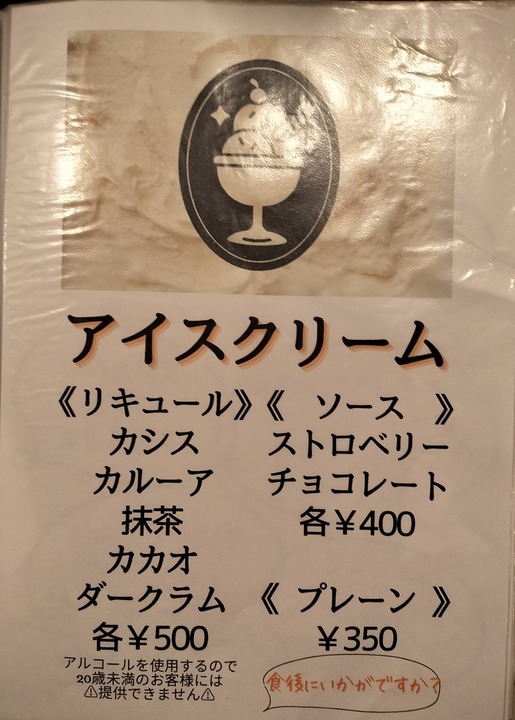 アイスクリーム
《リキュール》
カシス
カルーア
抹茶
カカオ
ダークラム
各￥500
アルコールを使用するので
20歳未満のお客様には
⚠提供できません⚠
《 ソース 》
ストロベリー
チョコレート
各￥400
《 プレーン 》
￥350
食後にいかがですか？